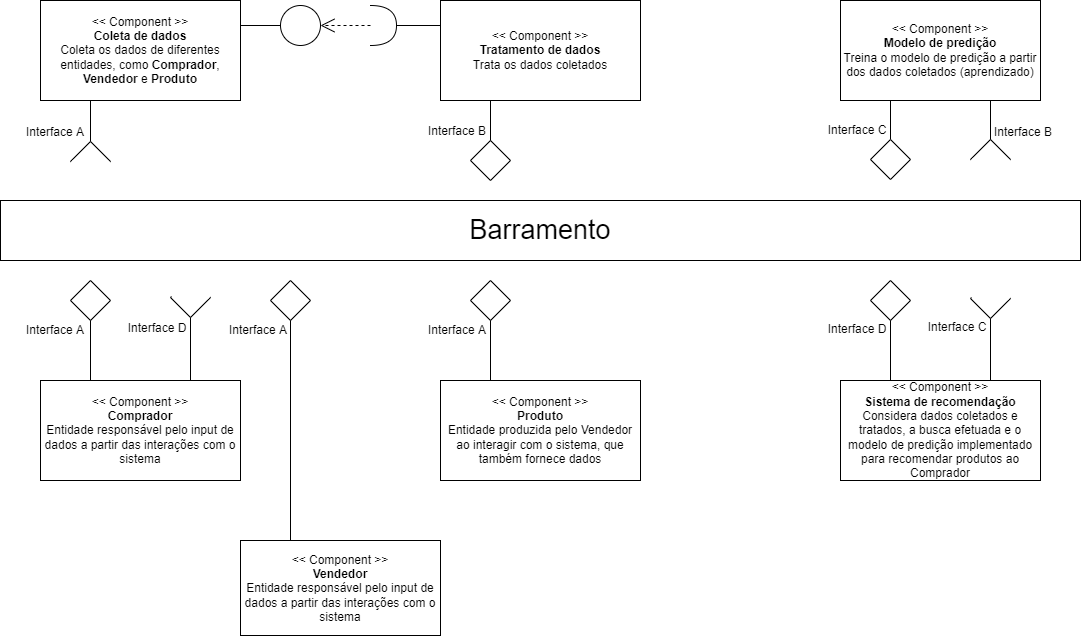 << Component >>
Coleta de dados
Coleta os dados de diferentes
entidades, como Comprador,
Vendedor e Produto
<< Component >>
Tratamento de dados
Trata os dados coletados
<< Component >>
Modelo de predição
Treina o modelo de predição a partir
dos dados coletados (aprendizado)
Interface A
Interface B
Interface C
Interface B
Barramento
Interface A
Interface D
Interface A
Interface A
Interface D
Interface C
<< Component >>
Comprador
Entidade responsável pelo input de
dados a partir das interações com o
sistema
<< Component >>
Produto
Entidade produzida pelo Vendedor
ao interagir com o sistema, que
também fornece dados
<< Component >>
Sistema de recomendação
Considera dados coletados e
tratados, a busca efetuada e o
modelo de predição implementado
para recomendar produtos ao
Comprador
<< Component >>
Vendedor
Entidade responsável pelo input de
dados a partir das interações com o
sistema